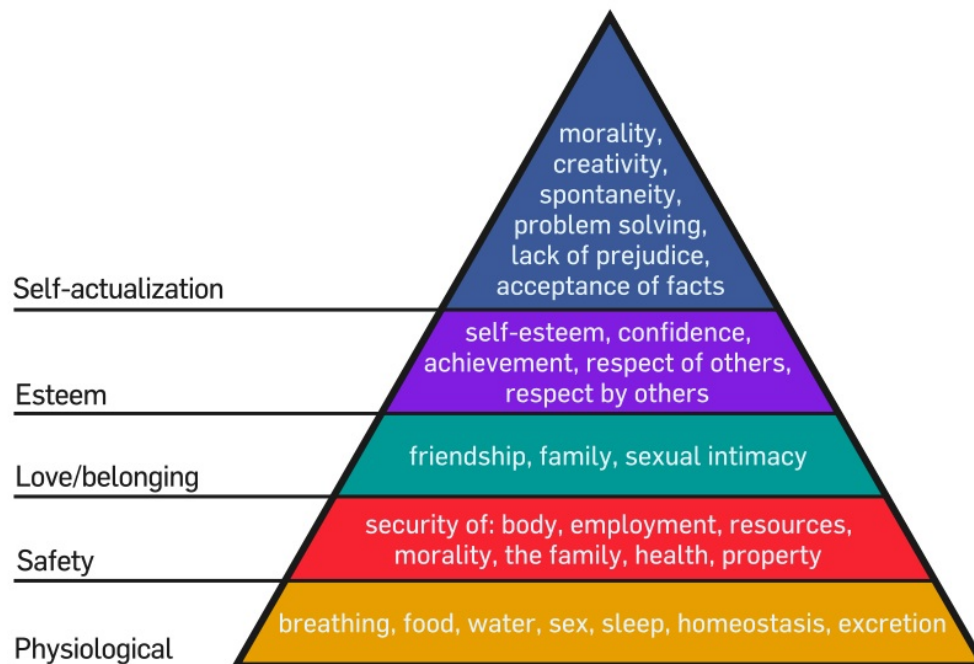 morality,
creativity,
spontaneity,
problem solving,
lack of prejudice,
acceptance of facts
Self-actualization
self-esteem, confidence,
achievement, respect of others,
respect by others
Esteem
friendship, family, sexual intimacy
Love/belonging
security of: body, employment, resources,
morality, the family, health, property
Safety
breathing, food, water, sex, sleep, homeostasis, excretion
Physiological